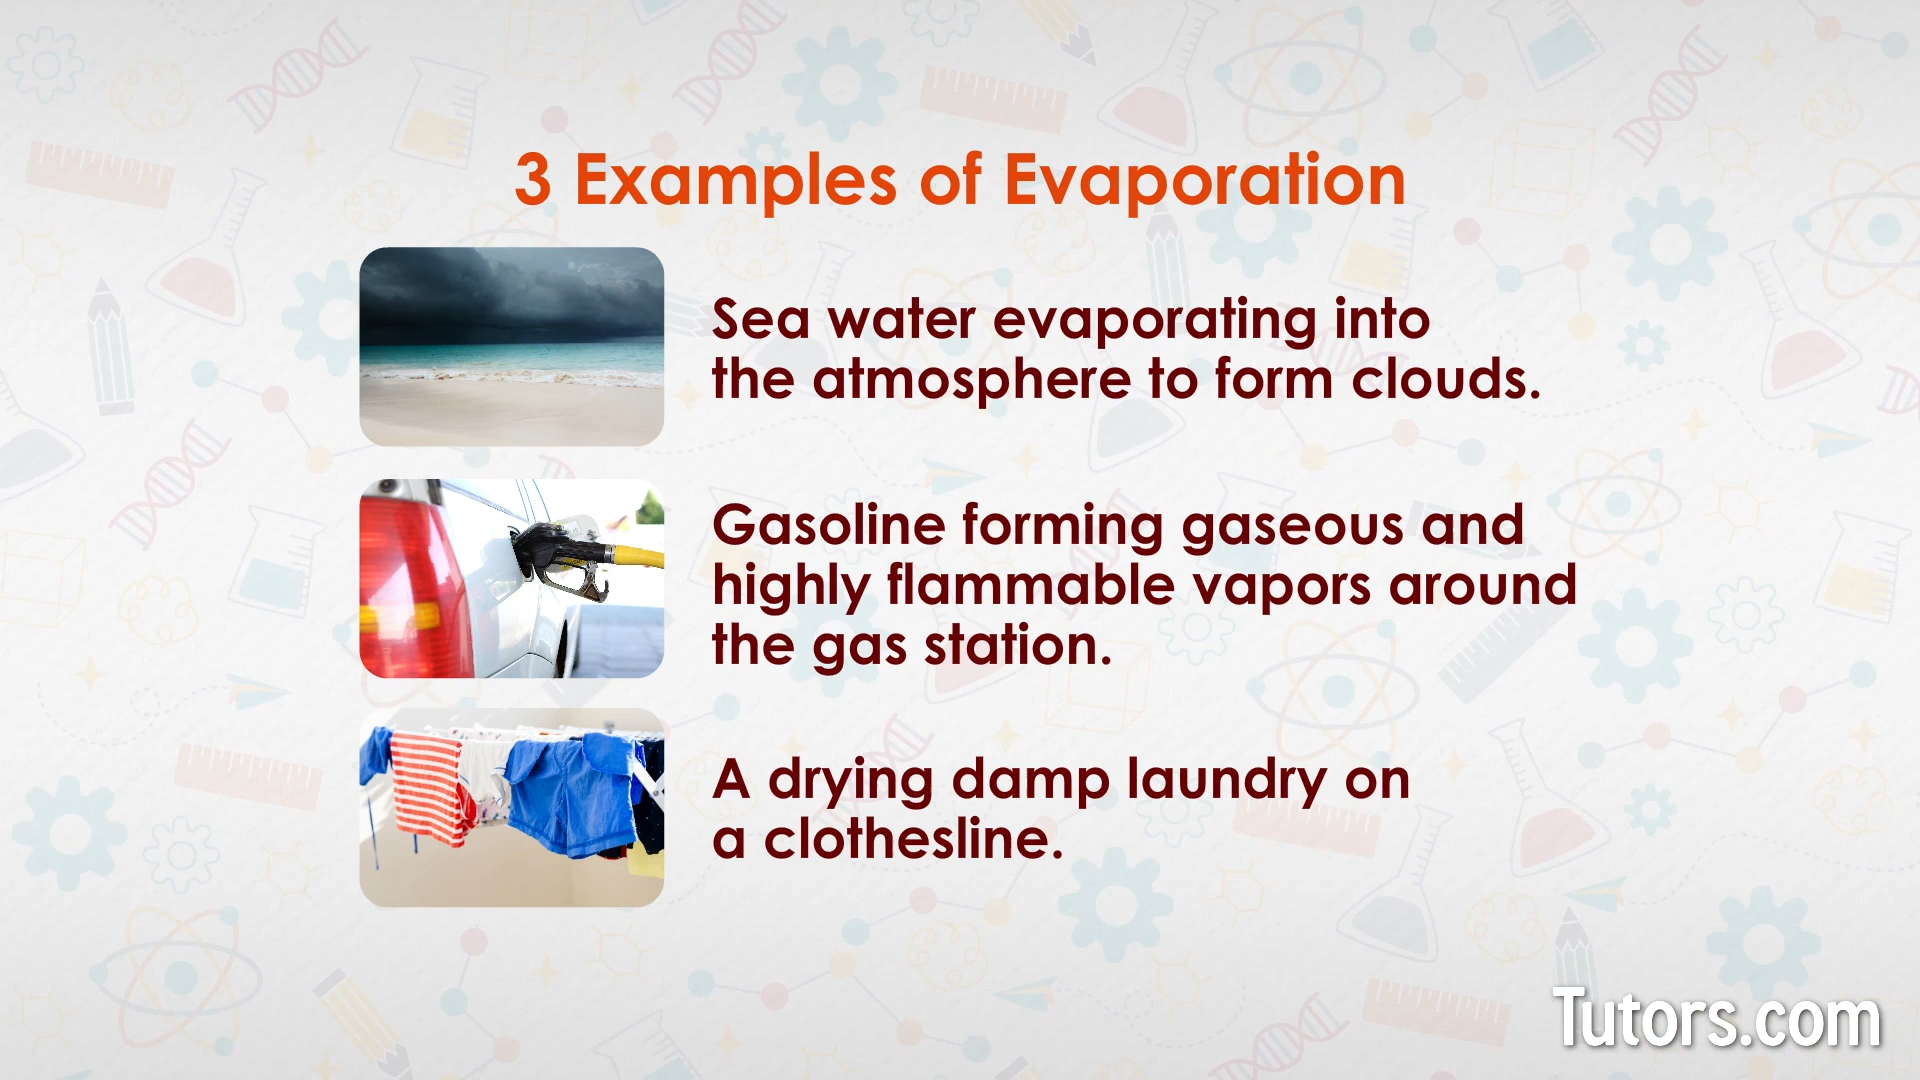 3 Examples of Evaporation
Sea water evaporating into
the atmosphere to form clouds.
Gasoline forming gaseous and
highly flammable vapors around
the gas station.
A drying damp laundry on
a clothesline.
Tutors.com